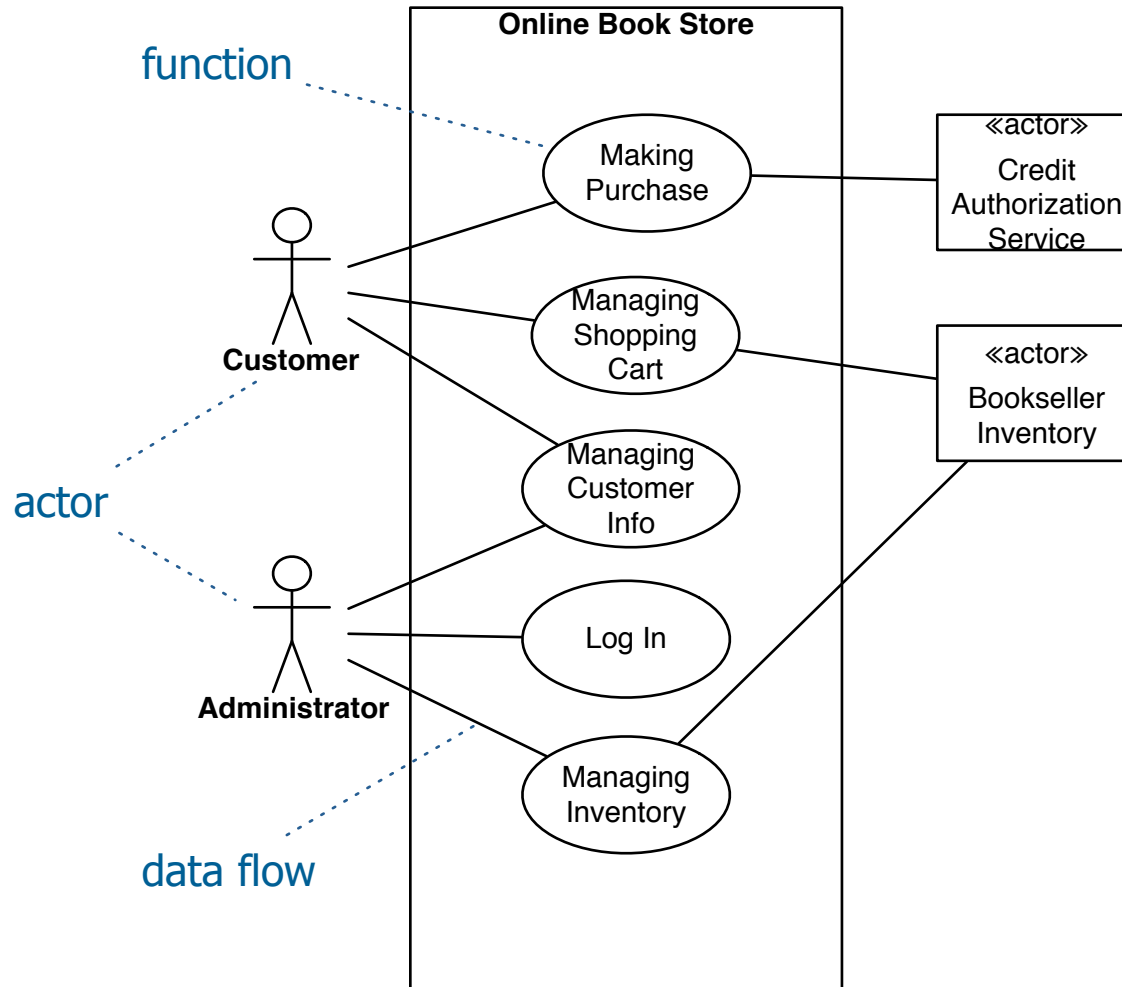 Online Book Store
function
Making
Purchase
«actor»
Credit
Authorization
Service
Managing
Shopping
Cart
Customer
«actor»
Bookseller
Inventory
Managing
Customer
Info
actor
Log In
Administrator
Managing
Inventory
data flow